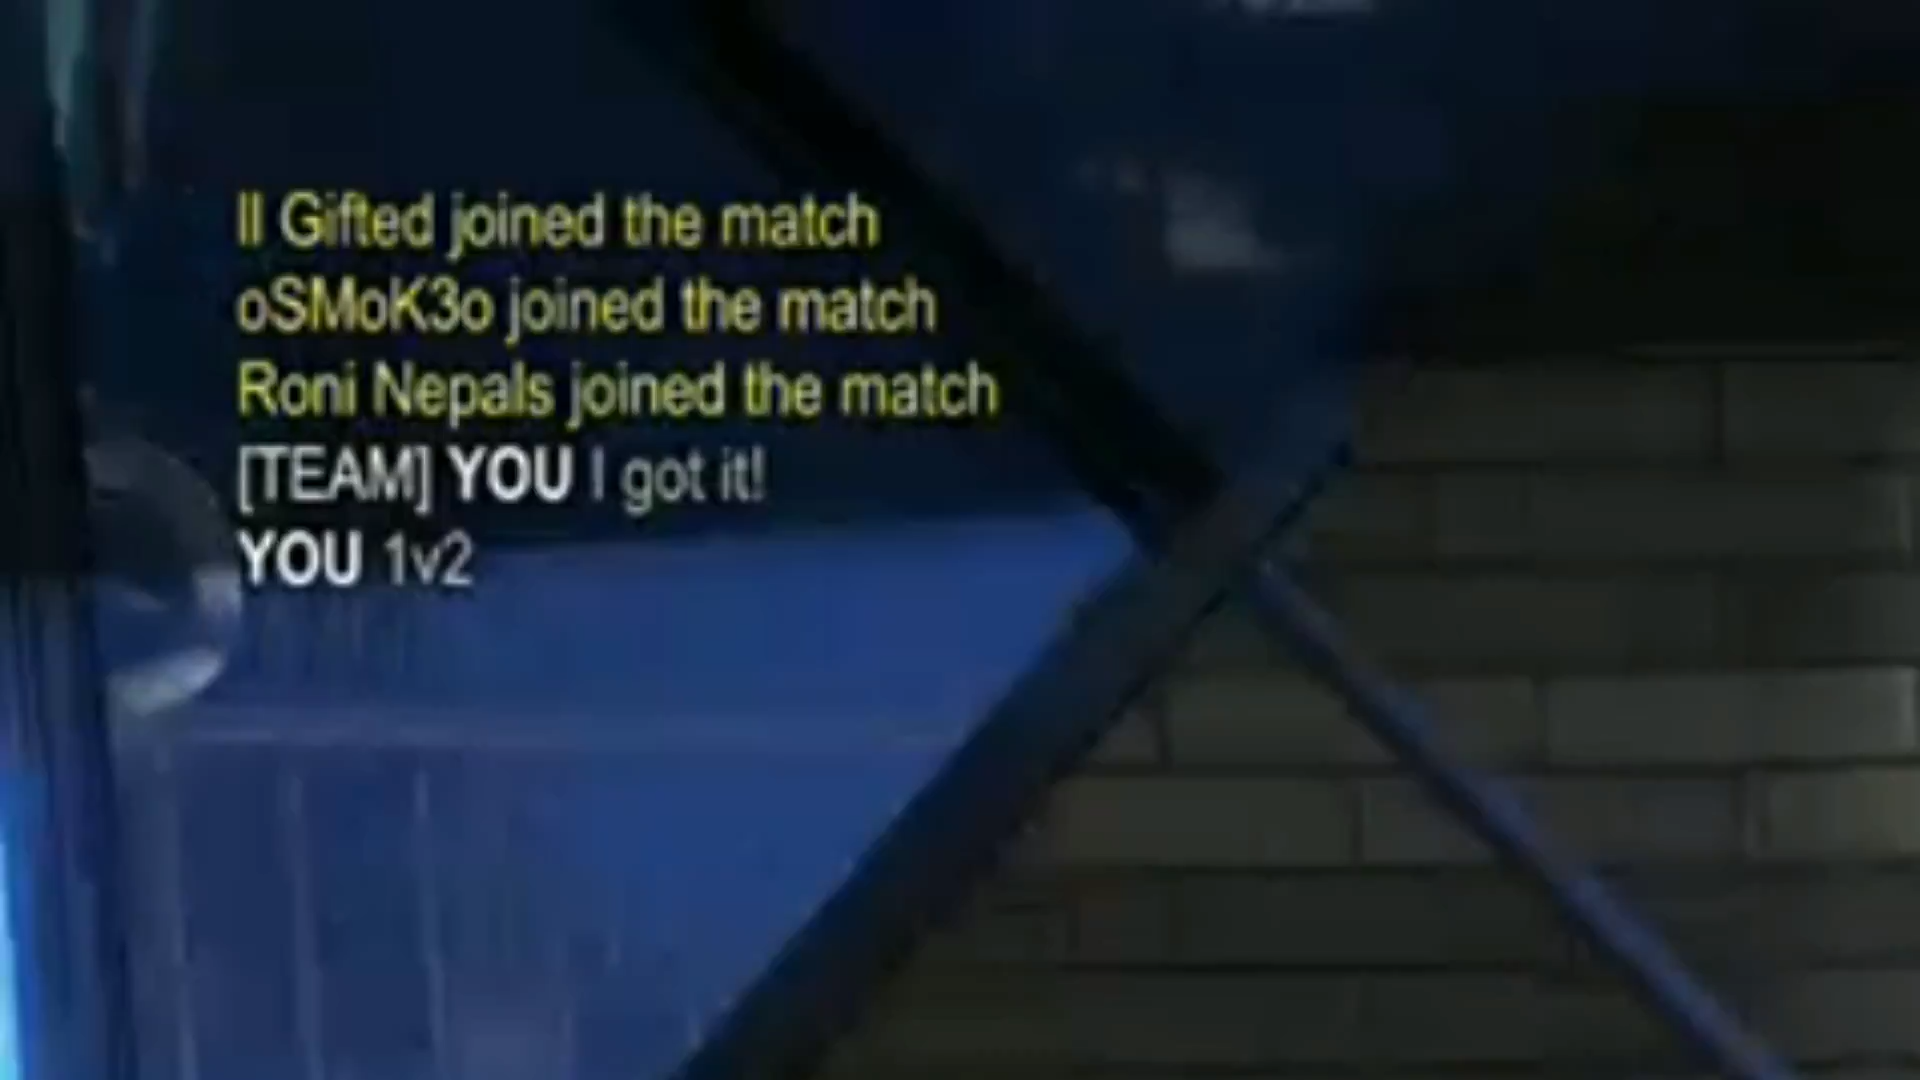 II Gifted joined the match
oSMoK3o joined the match
Roni Nepals joined the match
[TEAM] YOU I got it!
YOU 1v2